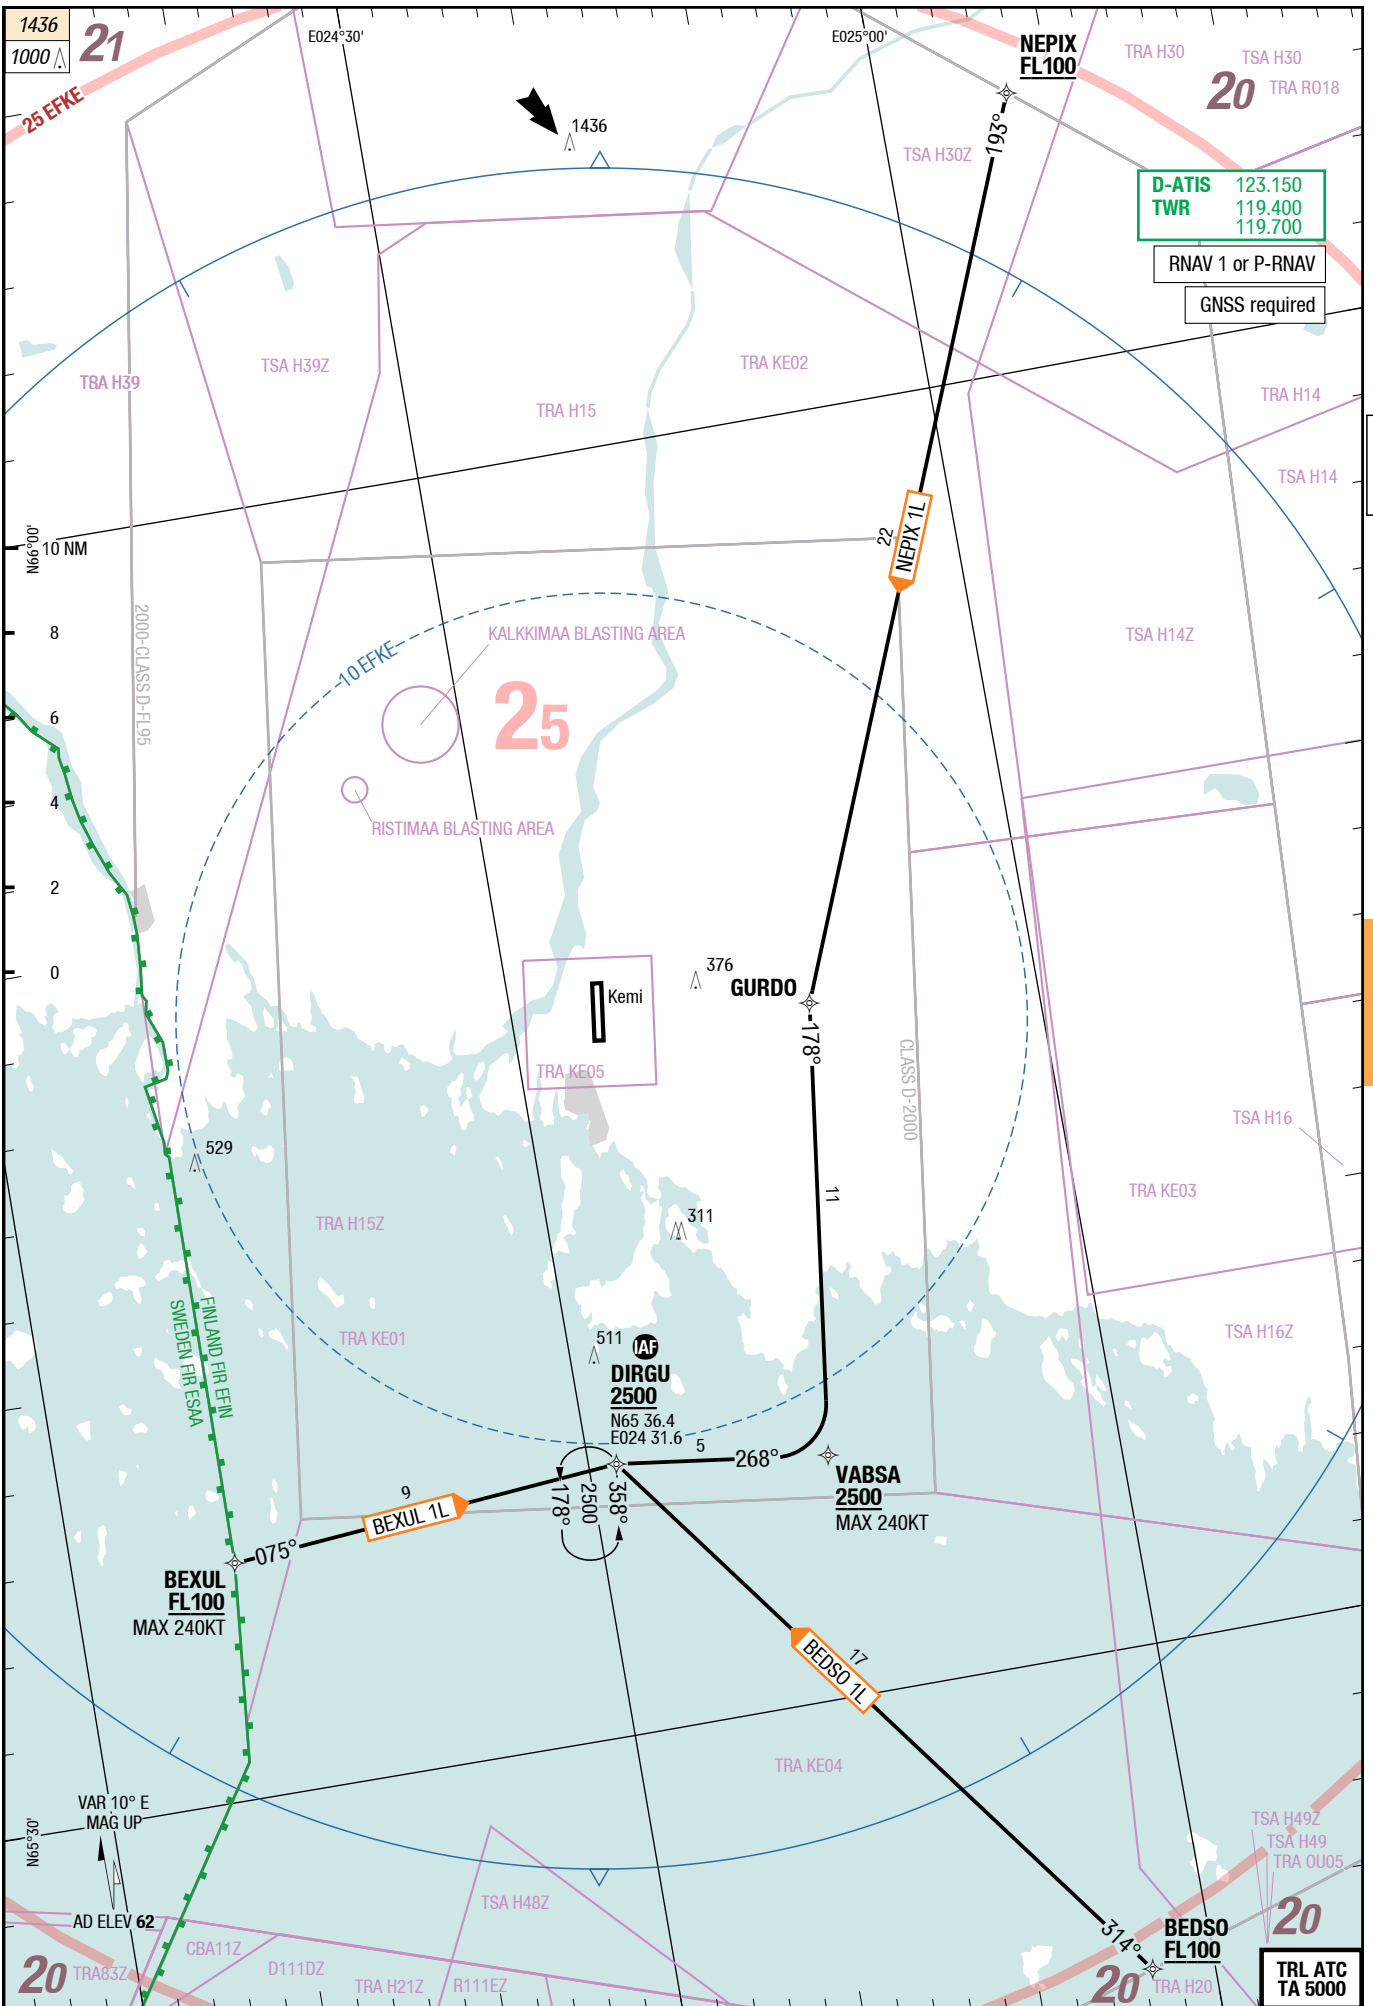 1436
1000
21
25 EFKE
E024°30'
E025°00'
NEPIX
FL100
193°
TRA H30
TSA H30
TRA RO18
20
1436
TSA H30Z
D-ATIS 123.150
TWR 119.400
119.700
RNAV 1 or P-RNAV
GNSS required
TSA H39Z
TRA KE02
TRA H15
TRA H14
TSA H14
N66°00'
10 NM
8
6
4
2
0
22
NEPIX 1L
2000-CLASS D-FL95
10 EFKE
KALKKIMAA BLASTING AREA
25
TSA H14Z
RISTIMAA BLASTING AREA
376
GURDO
Kemi
178°
TRA KE05
CLASS D-2000
TSA H16
529
TRA KE03
11
TRA H15Z
311
FINLAND FIR EFIN
SWEDEN FIR ESAA
TRA KE01
TSA H16Z
511
IAF
DIRGU
2500
N65 36.4
E024 31.6
5
268°
VABSA
2500
MAX 240KT
9
BEXUL 1L
075°
178°
2500
358°
BEXUL
FL100
MAX 240KT
17
BEDSO 1L
TRA KE04
VAR 10° E
MAG UP
N65°30'
TSA H49Z
TSA H49
TRA OU05
AD ELEV 62
TSA H48Z
314°
BEDSO
FL100
20
20
TRA83Z
CBA11Z
D111DZ
TRA H21Z
R111EZ
20
TRA H20
TRL ATC
TA 5000